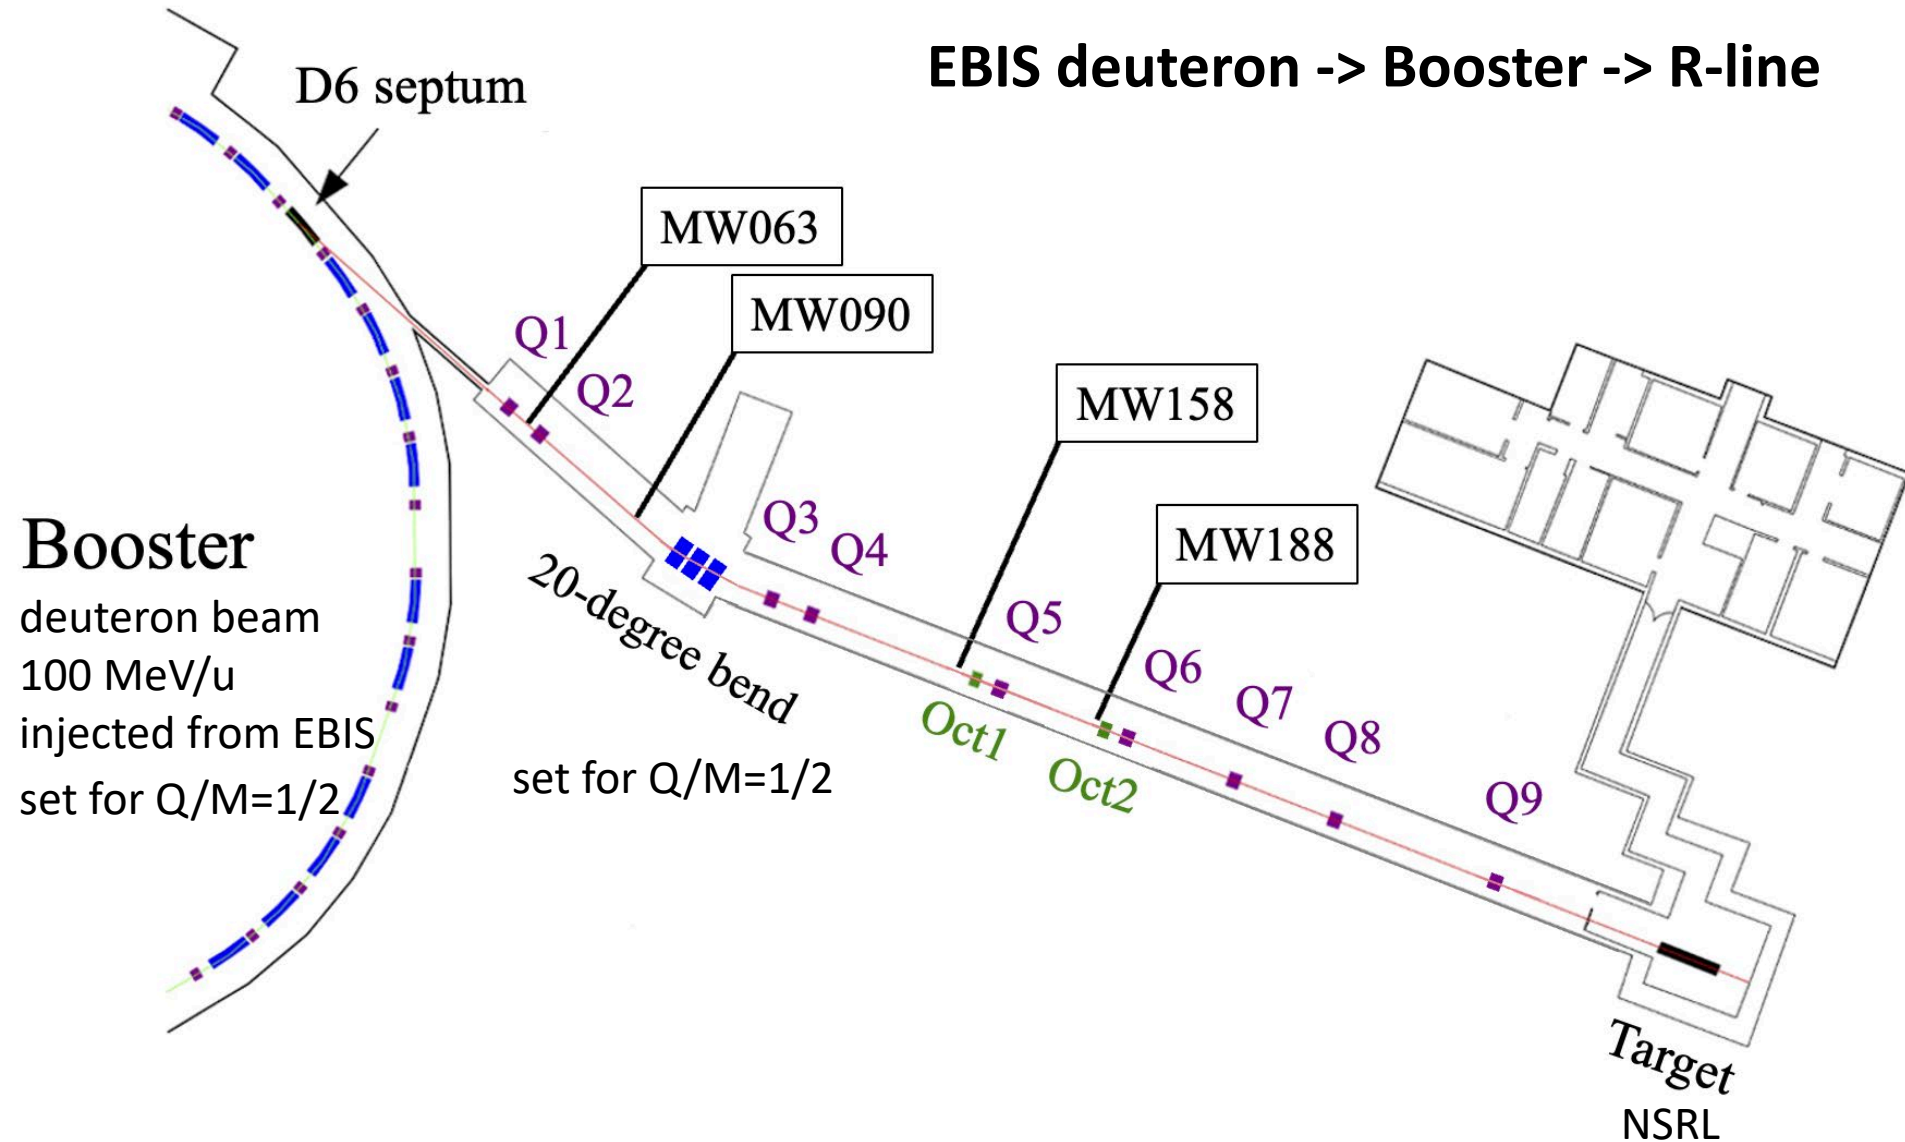 EBIS deuteron -> Booster -> R-line
D6 septum
MW063
MW090
Q1
Q2
MW158
Q3
Q4
MW188
Q5
Q6
Q7
Q8
Q9
Booster
deuteron beam
100 MeV/u
injected from EBIS
set for Q/M=1/2
20-degree bend
set for Q/M=1/2
Oct1
Oct2
Target
NSRL